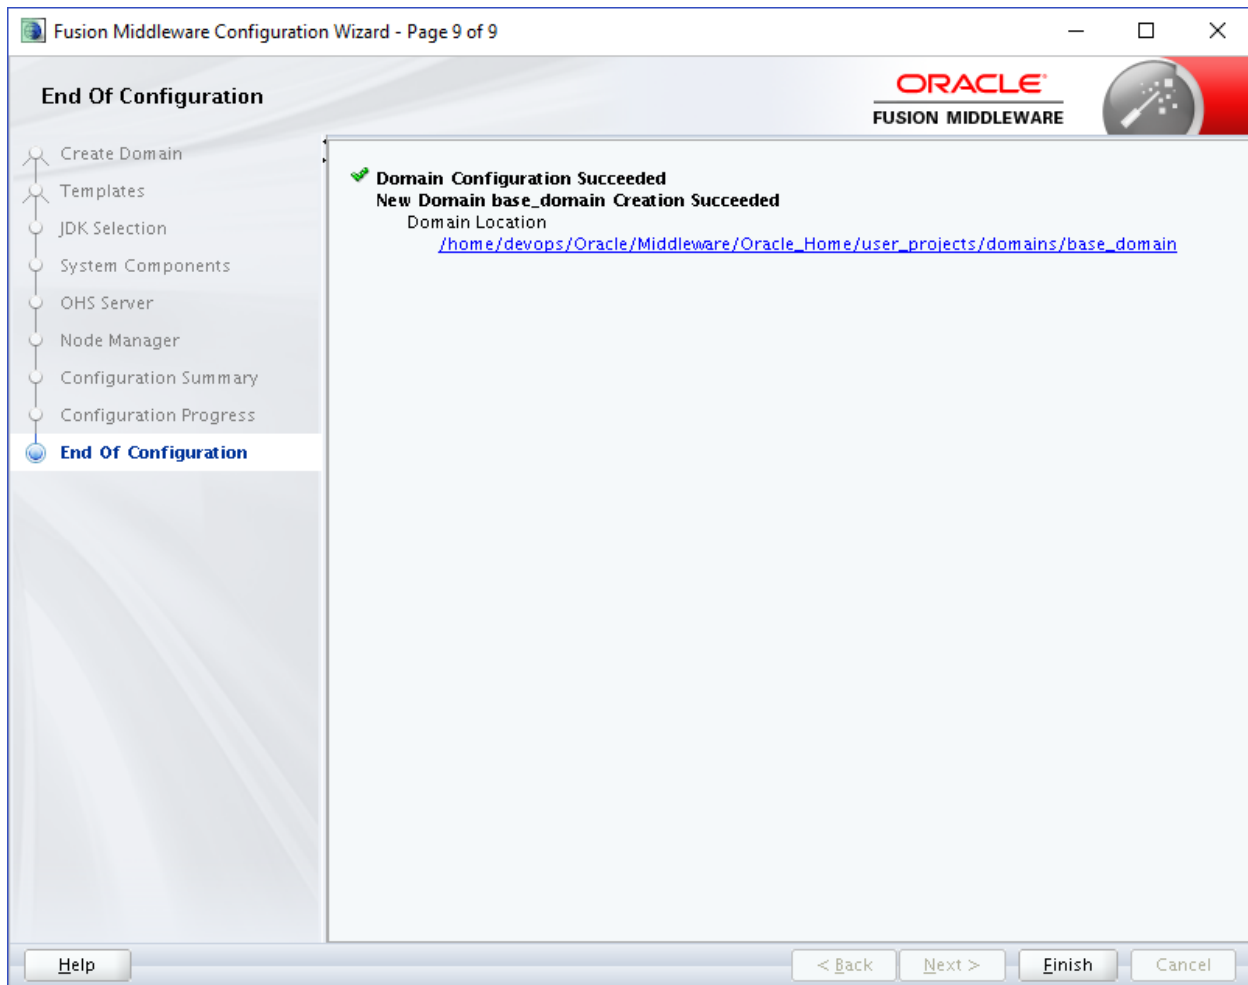 Fusion Middleware Configuration Wizard - Page 9 of 9
End Of Configuration
ORACLE
FUSION MIDDLEWARE
Create Domain
Templates
JDK Selection
System Components
OHS Server
Node Manager
Configuration Summary
Configuration Progress
End Of Configuration
Domain Configuration Succeeded
New Domain base_domain Creation Succeeded
Domain Location
/home/devops/Oracle/Middleware/Oracle_Home/user_projects/domains/base_domain
Help
< Back
Next >
Finish
Cancel